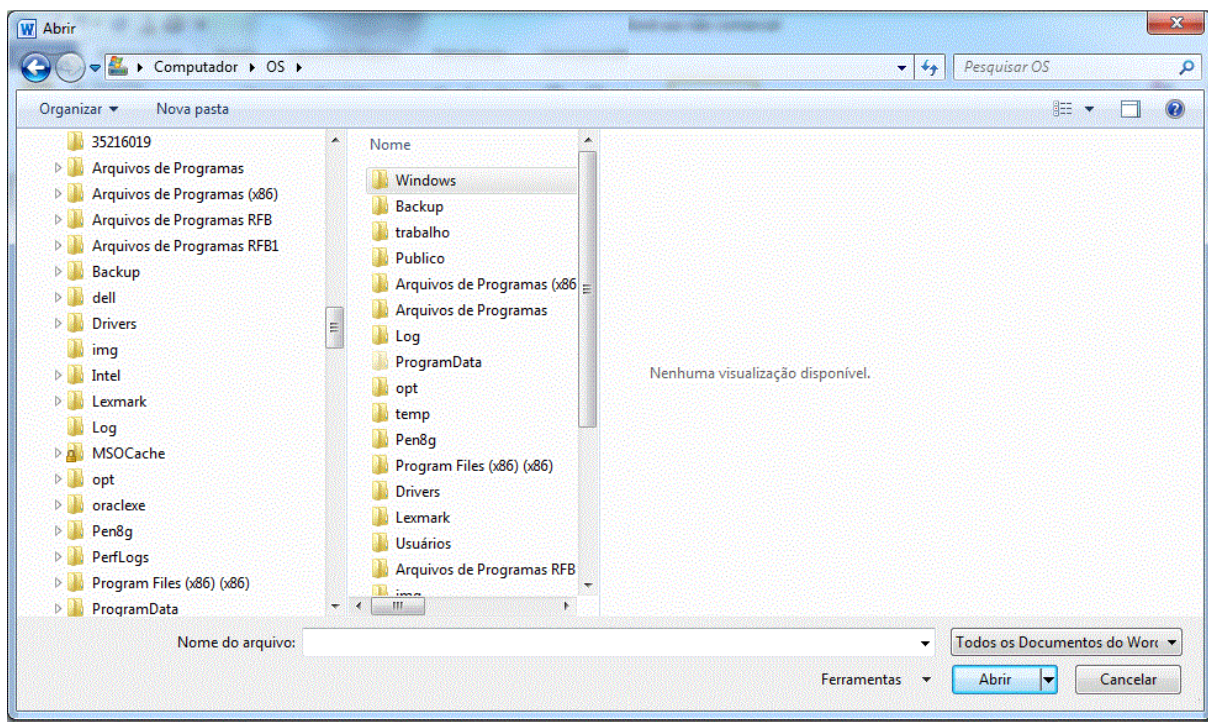 Abrir
Computador OS
Pesquisar OS
Organizar Nova pasta
35216019
Arquivos de Programas
Arquivos de Programas (x86)
Arquivos de Programas RFB
Arquivos de Programas RFB1
Backup
dell
Drivers
img
Intel
Lexmark
Log
MSOCache
opt
oraclexe
Pen8g
PerfLogs
Program Files (x86) (x86)
ProgramData
Nome
Windows
Backup
trabalho
Publico
Arquivos de Programas (x86
Arquivos de Programas
Log
ProgramData
opt
temp
Pen8g
Program Files (x86) (x86)
Drivers
Lexmark
Usuários
Arquivos de Programas RFB
Nenhuma visualização disponível.
Nome do arquivo:
Todos os Documentos do Wor
Ferramentas
Abrir
Cancelar